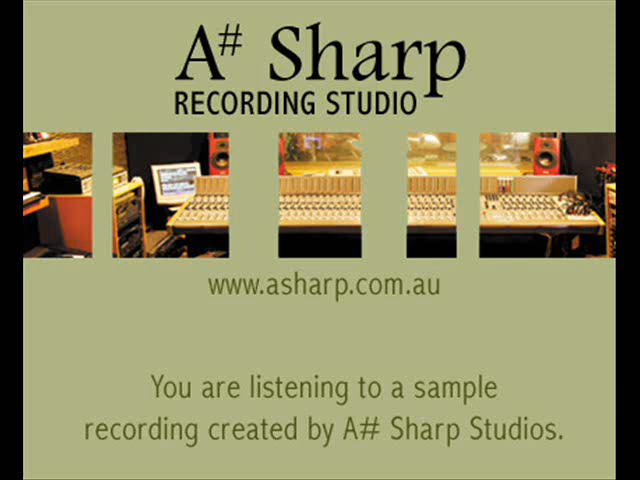 A# Sharp
RECORDING STUDIO
www.asharp.com.au
You are listening to a sample
recording created by A# Sharp Studios.